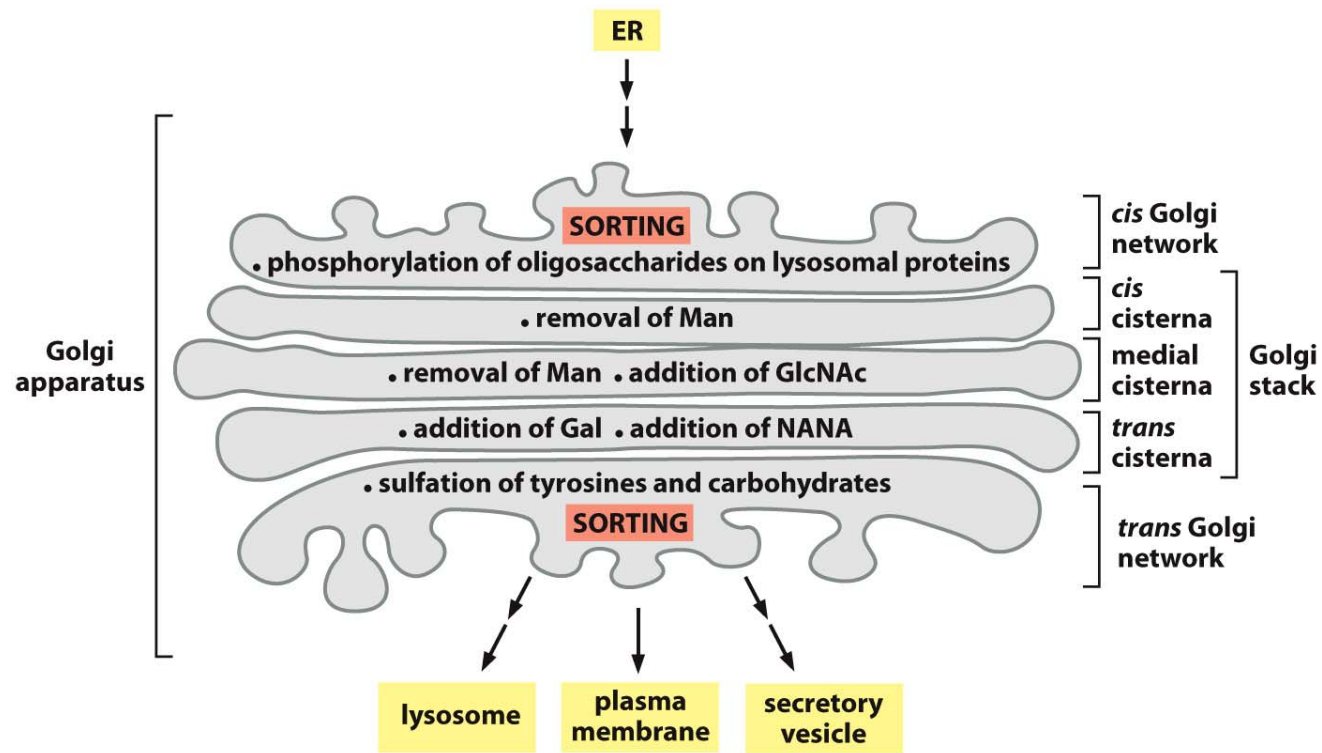 ER
SORTING
• phosphorylation of oligosaccharides on lysosomal proteins
• removal of Man
• removal of Man • addition of GlcNAc
• addition of Gal • addition of NANA
• sulfation of tyrosines and carbohydrates
SORTING
Golgi
apparatus
cis Golgi
network
cis
cisterna
medial
cisterna
trans
cisterna
Golgi
stack
trans Golgi
network
lysosome
plasma
membrane
secretory
vesicle